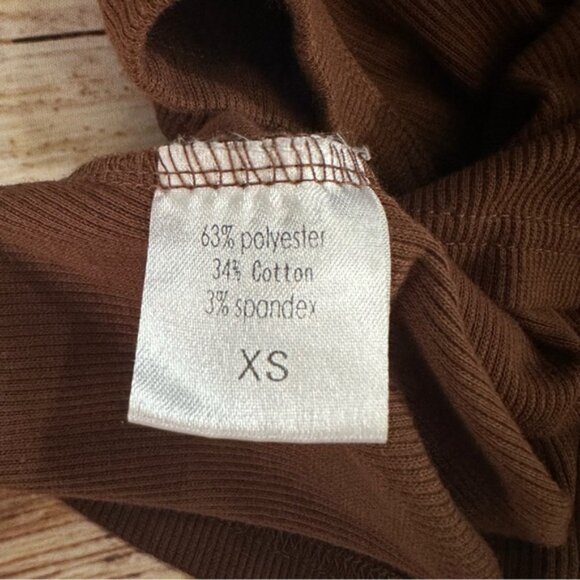 63% polyester
34% Cotton
3% spandex
XS